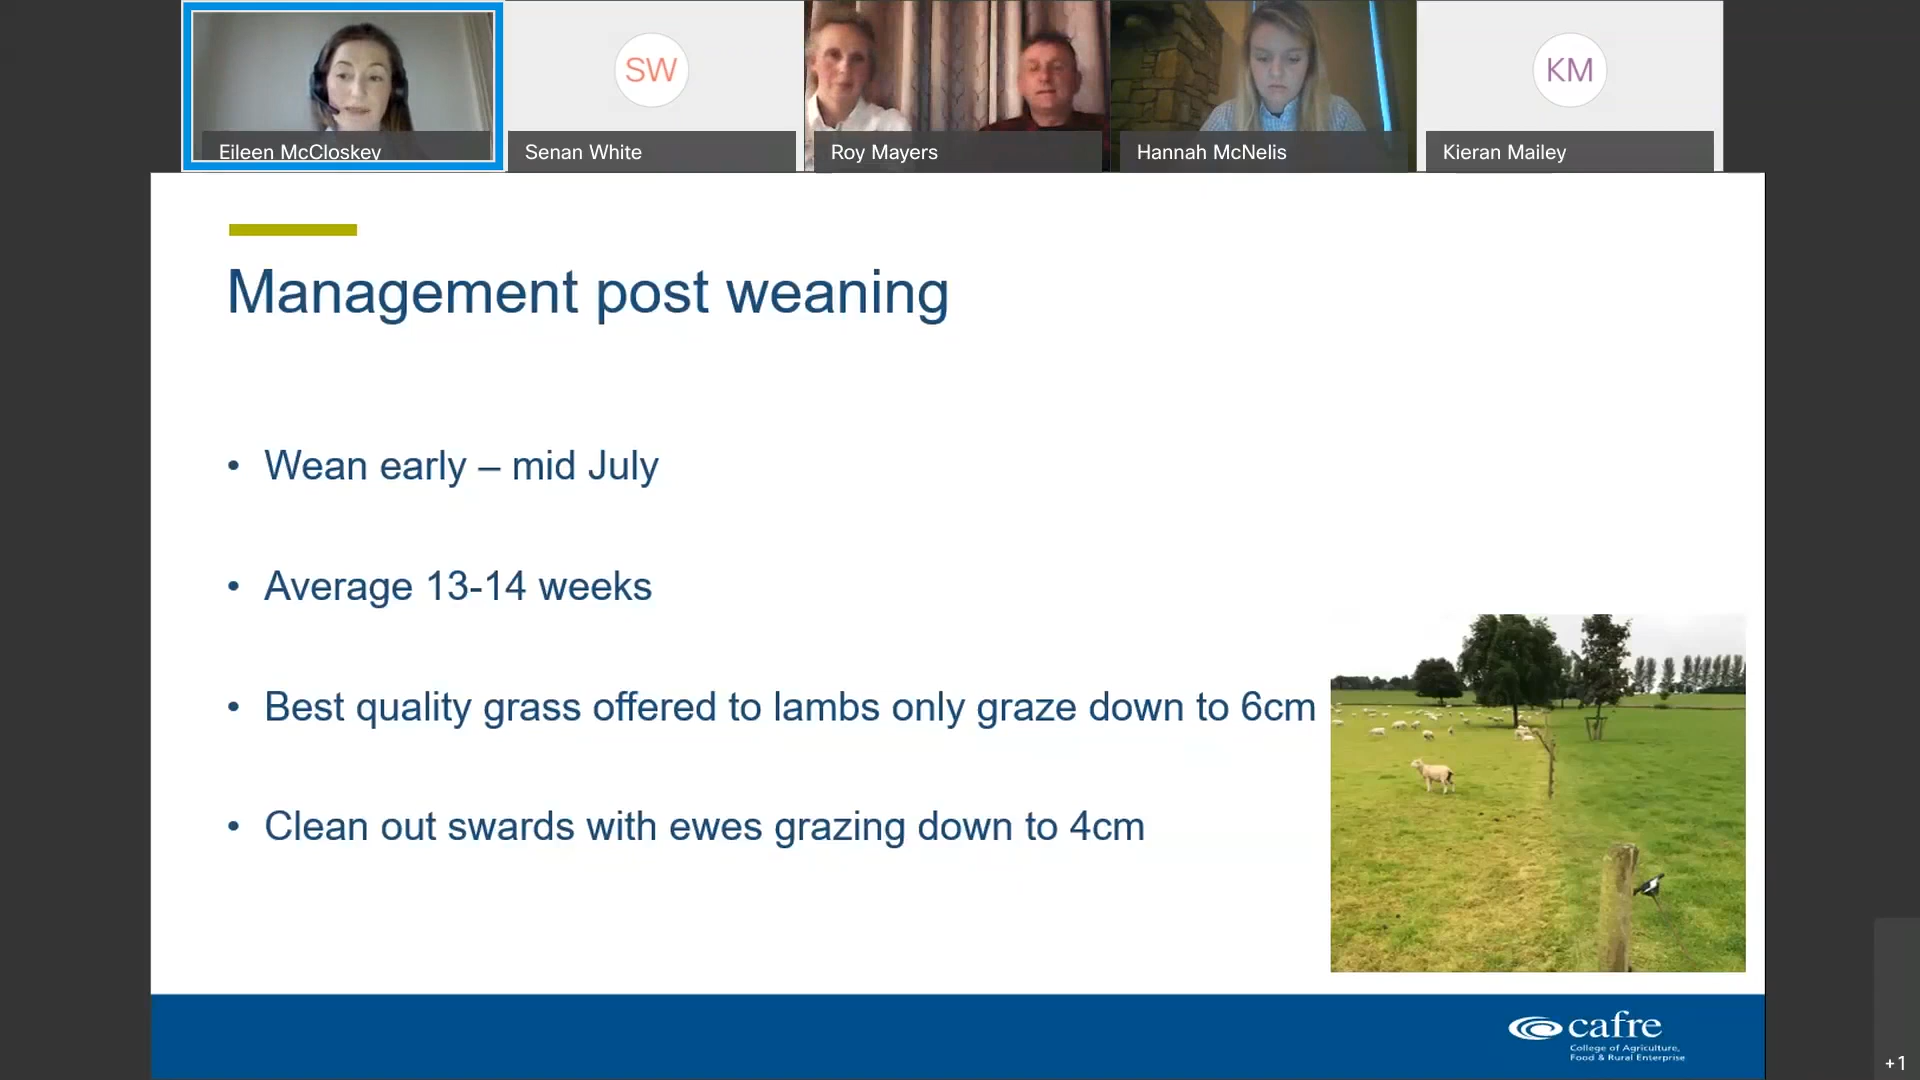 Eileen McCloskey
SW
Senan White
Roy Mayers
Hannah McNelis
KM
Kieran Mailey
Management post weaning
• Wean early – mid July
• Average 13-14 weeks
• Best quality grass offered to lambs only graze down to 6cm
• Clean out swards with ewes grazing down to 4cm
cafre
College of Agriculture,
Food & Rural Enterprise
+1